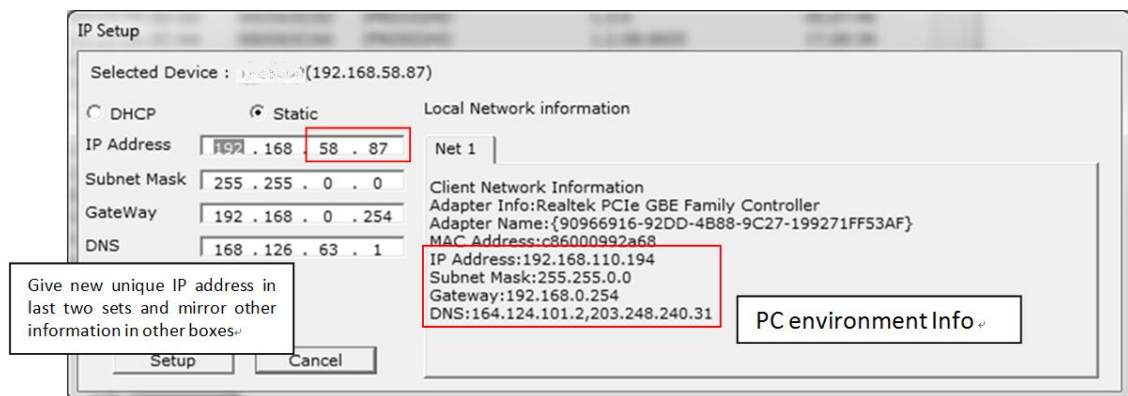 IP Setup
Selected Device : (192.168.58.87)
DHCP Static
IP Address 192 . 168 . 58 . 87
Subnet Mask 255 . 255 . 0 . 0
GateWay 192 . 168 . 0 . 254
DNS 168 . 126 . 63 . 1
Give new unique IP address in
last two sets and mirror other
information in other boxes
Setup Cancel
Local Network information
Net 1
Client Network Information
Adapter Info:Realtek PCIe GBE Family Controller
Adapter Name:{90966916-92DD-4B88-9C27-199271FF53AF}
MAC Address:c86000992a68
IP Address:192.168.110.194
Subnet Mask:255.255.0.0
Gateway:192.168.0.254
DNS:164.124.101.2,203.248.240.31
PC environment Info